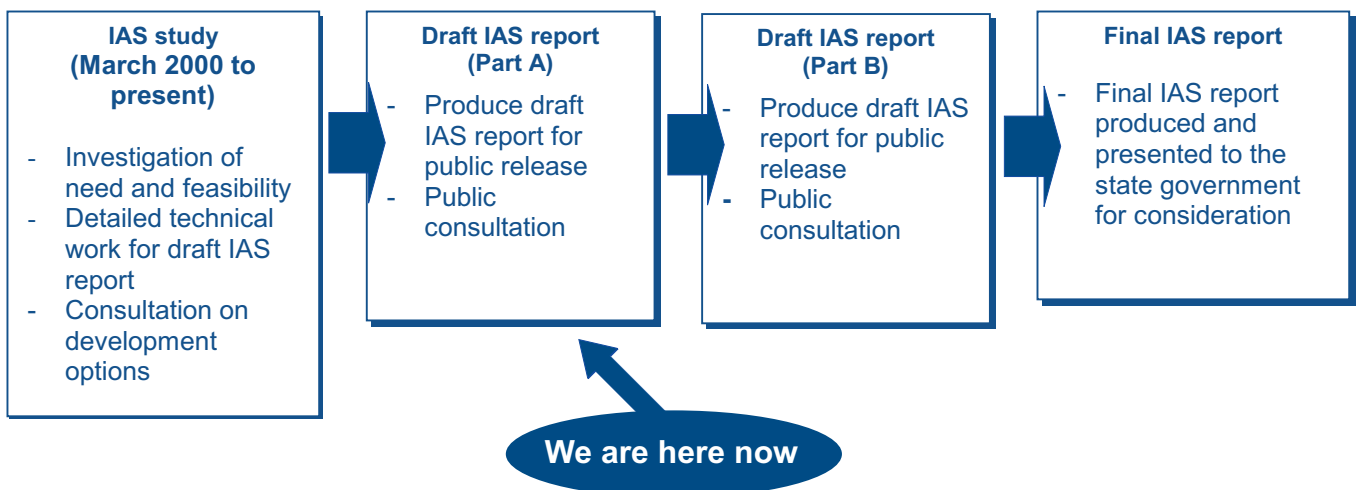 IAS study
(March 2000 to
present)
- Investigation of
need and feasibility
- Detailed technical
work for draft IAS
report
- Consultation on
development
options
Draft IAS report
(Part A)
- Produce draft
IAS report for
public release
- Public
consultation
Draft IAS report
(Part B)
- Produce draft IAS
report for public
release
- Public
consultation
Final IAS report
- Final IAS report
produced and
presented to the
state government
for consideration
We are here now